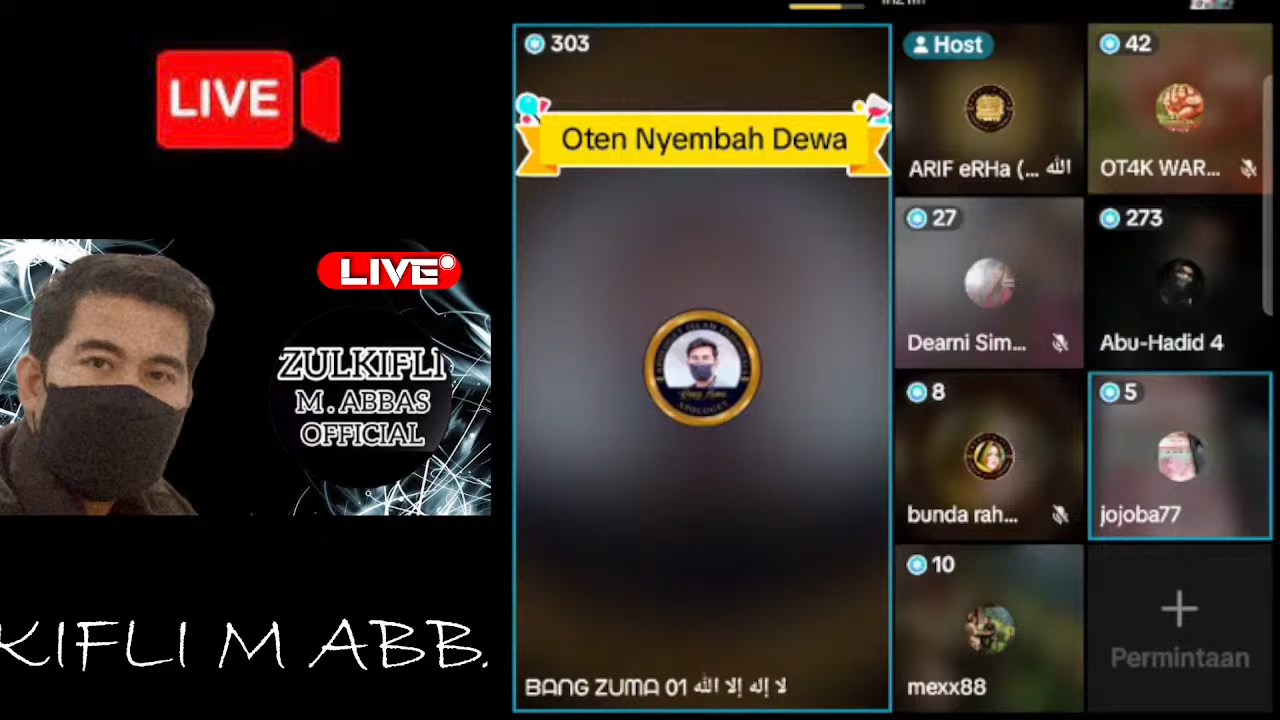 LIVE
LIVE
ZULKIFLI
M. ABBAS
OFFICIAL
KIFLI M ABB.
303
Oten Nyembah Dewa
BANG ZUMA 01 لا إله إلا الله
Host
ARIF eRHa (... الله
42
OT4K WAR...
27
Dearni Sim...
273
Abu-Hadid 4
8
bunda rah...
5
jojoba77
10
mexx88
+
Permintaan